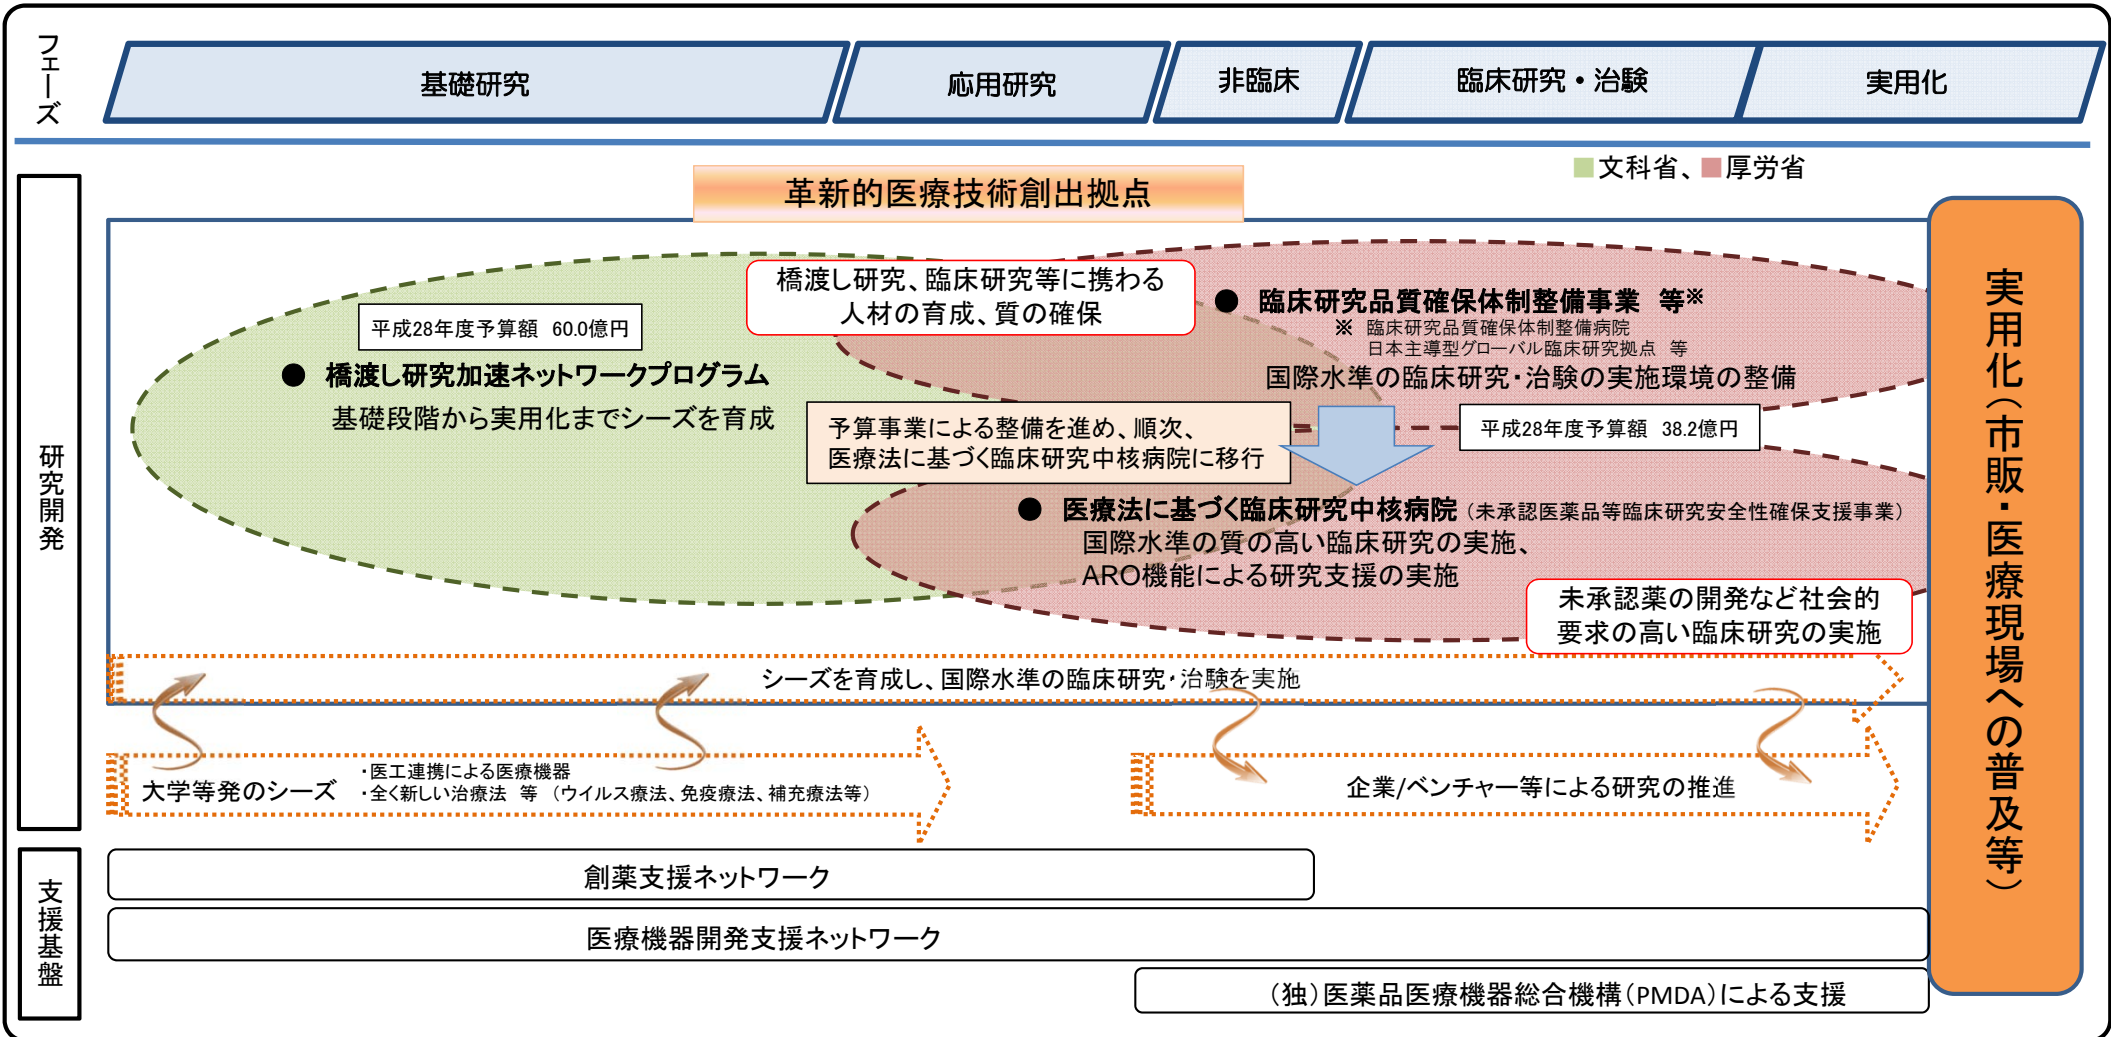 フェーズ
基礎研究
応用研究
非臨床
臨床研究・治験
実用化
文科省、 厚労省
革新的医療技術創出拠点
研究開発
橋渡し研究、臨床研究等に携わる
人材の育成、質の確保
平成28年度予算額 60.0億円
● 橋渡し研究加速ネットワークプログラム
基礎段階から実用化までシーズを育成
● 臨床研究品質確保体制整備事業 等※
※ 臨床研究品質確保体制整備病院
日本主導型グローバル臨床研究拠点 等
国際水準の臨床研究・治験の実施環境の整備
予算事業による整備を進め、順次、
医療法に基づく臨床研究中核病院に移行
平成28年度予算額 38.2億円
● 医療法に基づく臨床研究中核病院 (未承認医薬品等臨床研究安全性確保支援事業)
国際水準の質の高い臨床研究の実施、
ARO機能による研究支援の実施
未承認薬の開発など社会的
要求の高い臨床研究の実施
シーズを育成し、国際水準の臨床研究・治験を実施
大学等発のシーズ
・医工連携による医療機器
・全く新しい治療法 等 (ウイルス療法、免疫療法、補充療法等)
企業/ベンチャー等による研究の推進
実用化(市販・医療現場への普及等)
支援基盤
創薬支援ネットワーク
医療機器開発支援ネットワーク
(独)医薬品医療機器総合機構(PMDA)による支援